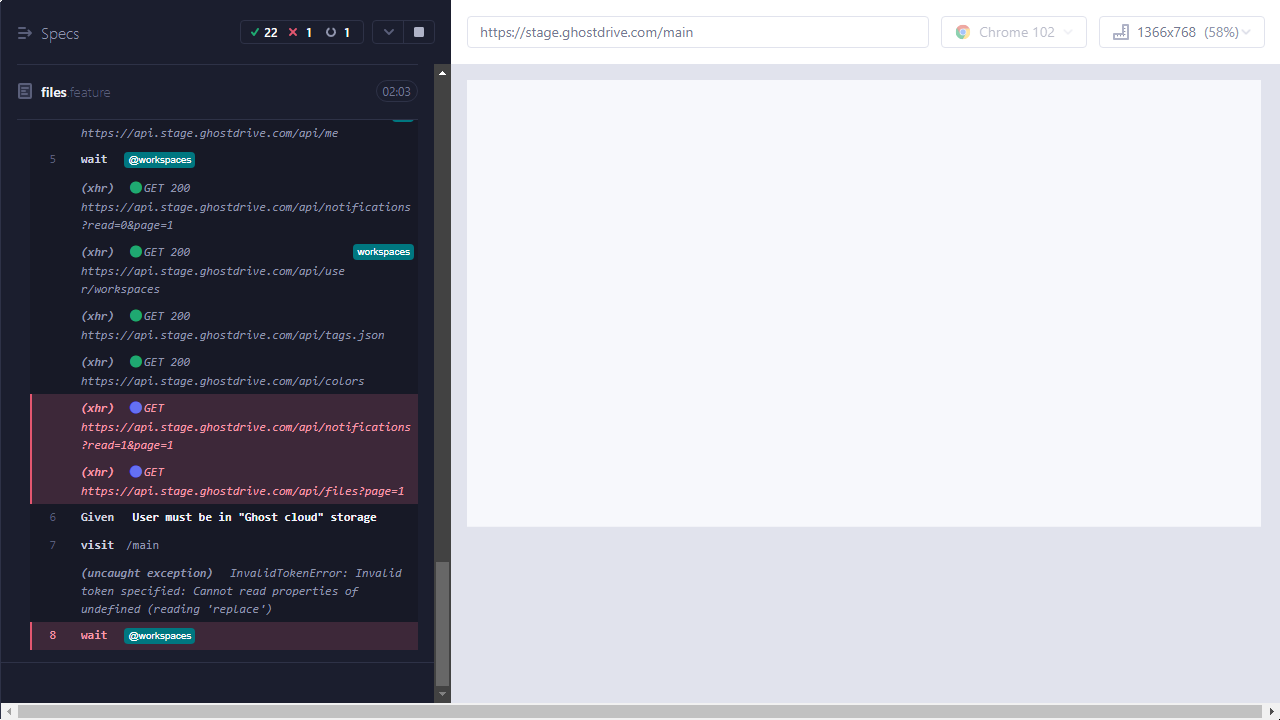 Specs
22 1 1
https://stage.ghostdrive.com/main
Chrome 102
1366x768 (58%)
files.feature
02:03
https://api.stage.ghostdrive.com/api/me
5 wait @workspaces
(xhr) GET 200
https://api.stage.ghostdrive.com/api/notifications
?read=0&page=1
(xhr) GET 200 workspaces
https://api.stage.ghostdrive.com/api/use
r/workspaces
(xhr) GET 200
https://api.stage.ghostdrive.com/api/tags.json
(xhr) GET 200
https://api.stage.ghostdrive.com/api/colors
(xhr) GET
https://api.stage.ghostdrive.com/api/notifications
?read=1&page=1
(xhr) GET
https://api.stage.ghostdrive.com/api/files?page=1
6 Given User must be in "Ghost cloud" storage
7 visit /main
(uncaught exception) InvalidTokenError: Invalid
token specified: Cannot read properties of
undefined (reading 'replace')
8 wait @workspaces